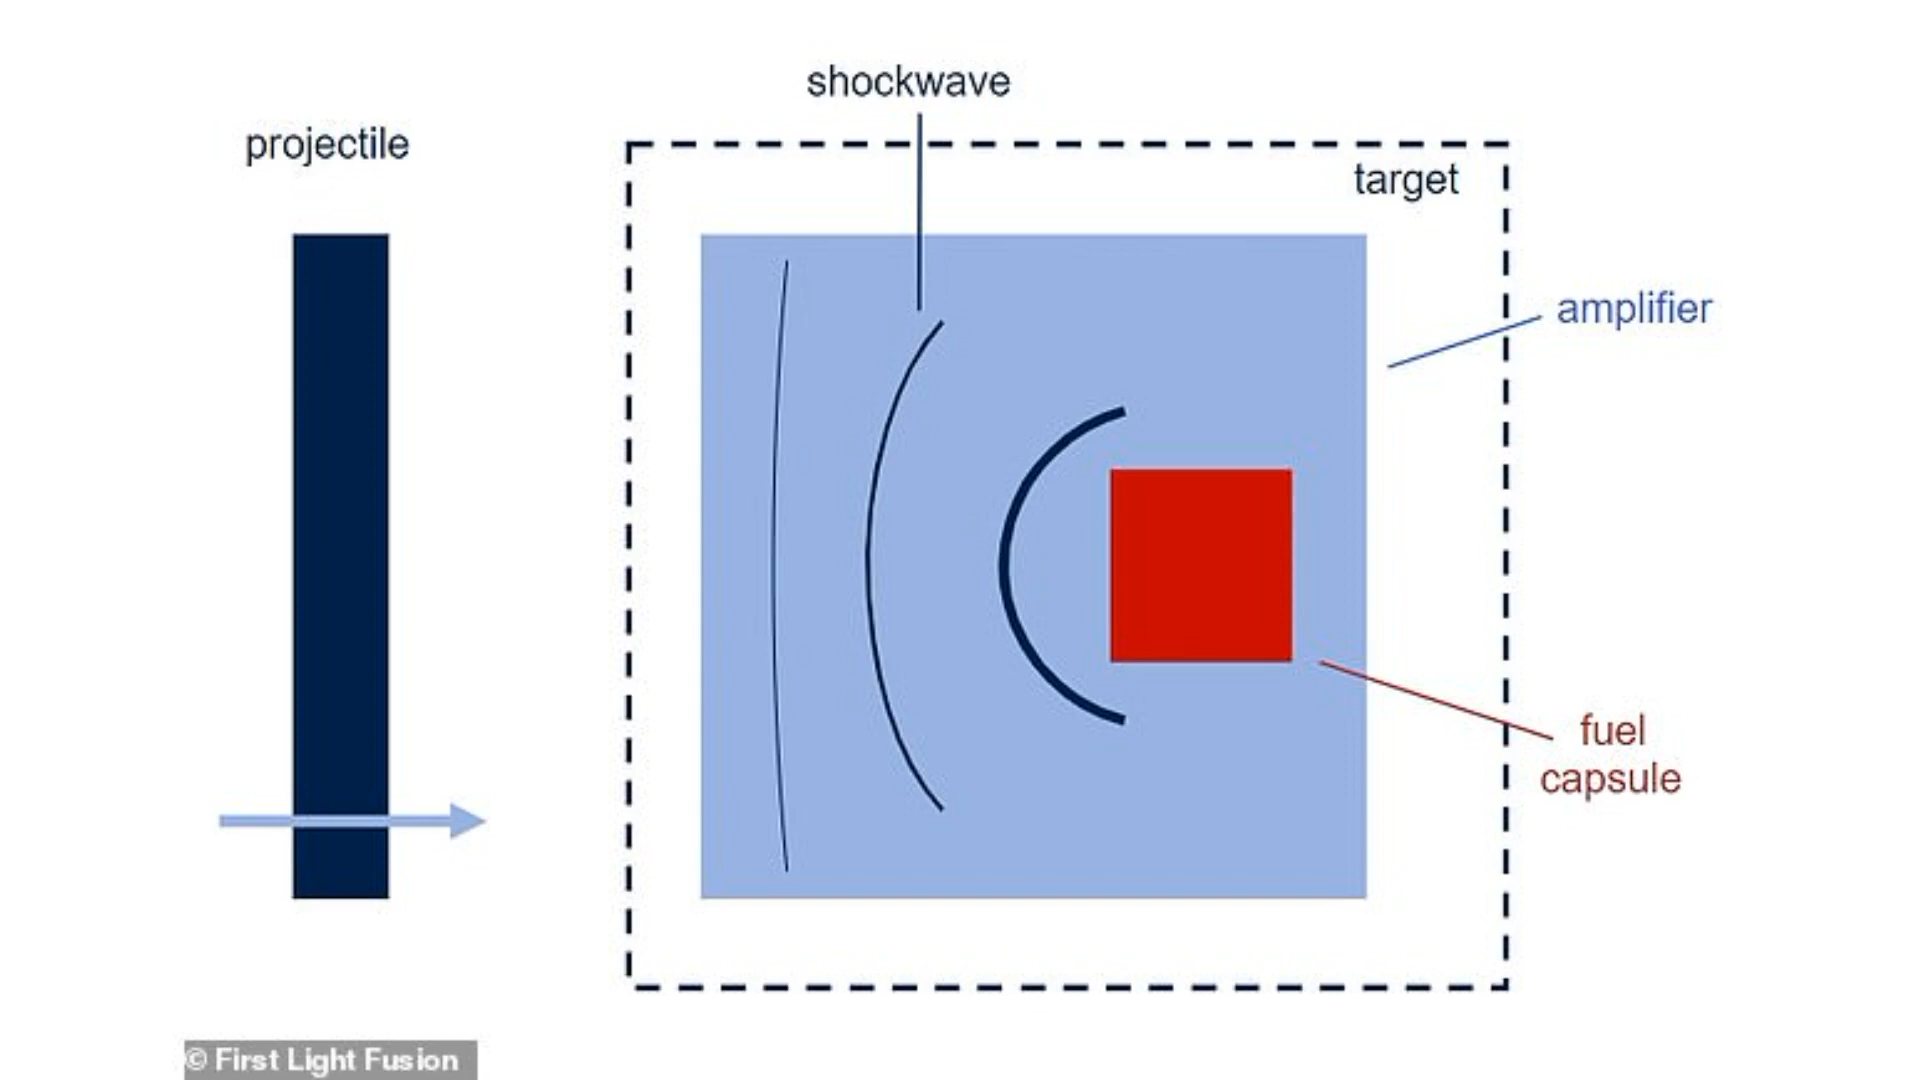 shockwave
projectile
target
amplifier
fuel
capsule
© First Light Fusion